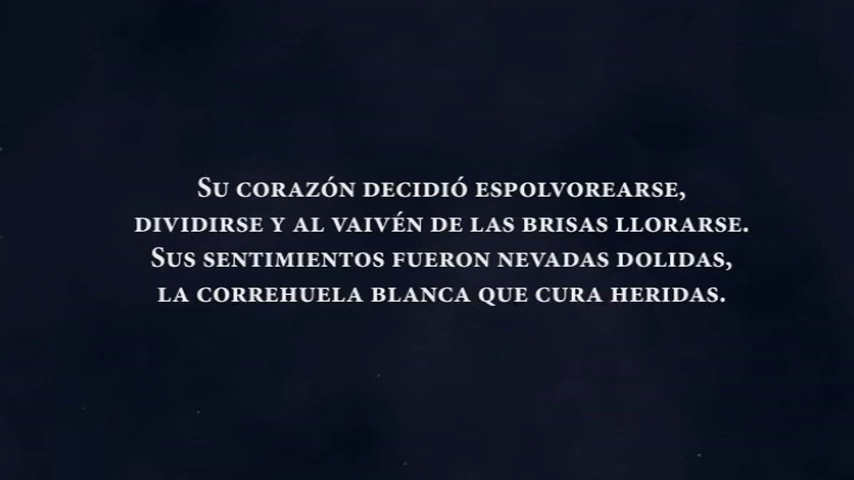 Su corazón decidió espolvorearse,
dividirse y al vaivén de las brisas llorarse.
Sus sentimientos fueron nevadas dolidas,
la correhuela blanca que cura heridas.